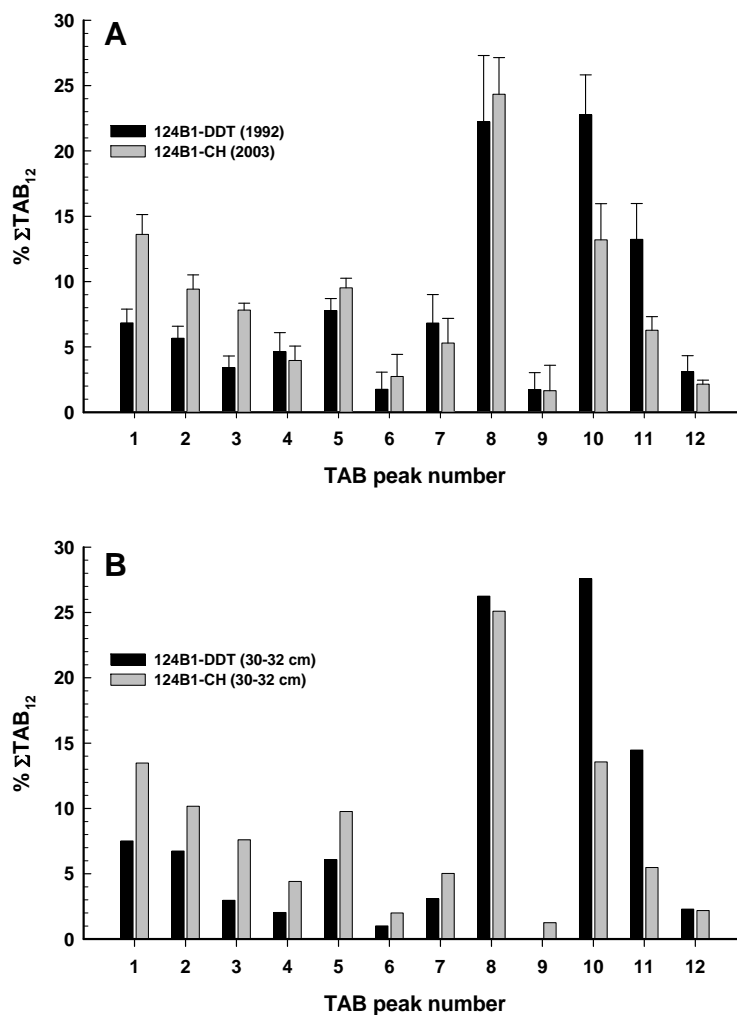 A
30
25
20
15
10
5
0
% ΣTAB₁₂
124B1-DDT (1992)
124B1-CH (2003)
1 2 3 4 5 6 7 8 9 10 11 12
TAB peak number
B
30
25
20
15
10
5
0
% ΣTAB₁₂
124B1-DDT (30-32 cm)
124B1-CH (30-32 cm)
1 2 3 4 5 6 7 8 9 10 11 12
TAB peak number